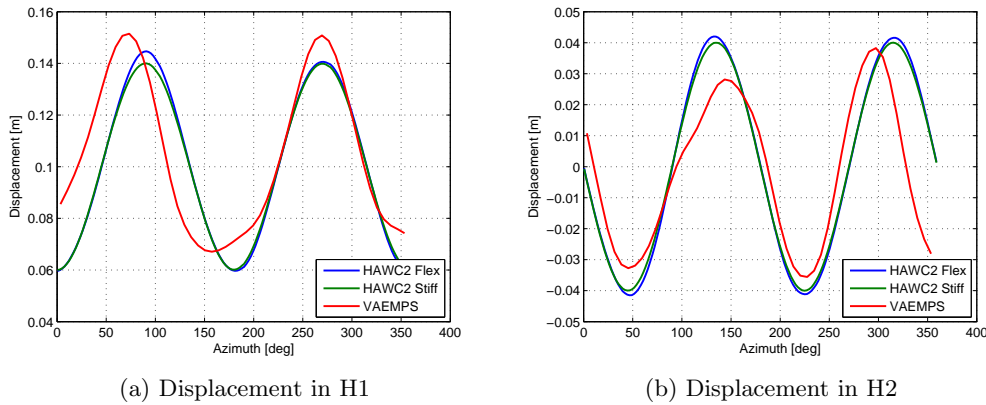 0.16
0.14
0.12
0.1
0.08
0.06
0.04
Displacement [m]
0 50 100 150 200 250 300 350 400
Azimuth [deg]
HAWC2 Flex
HAWC2 Stiff
VAEMPS
(a) Displacement in H1
0.05
0.04
0.03
0.02
0.01
0
−0.01
−0.02
−0.03
−0.04
−0.05
Displacement [m]
0 50 100 150 200 250 300 350 400
Azimuth [deg]
HAWC2 Flex
HAWC2 Stiff
VAEMPS
(b) Displacement in H2